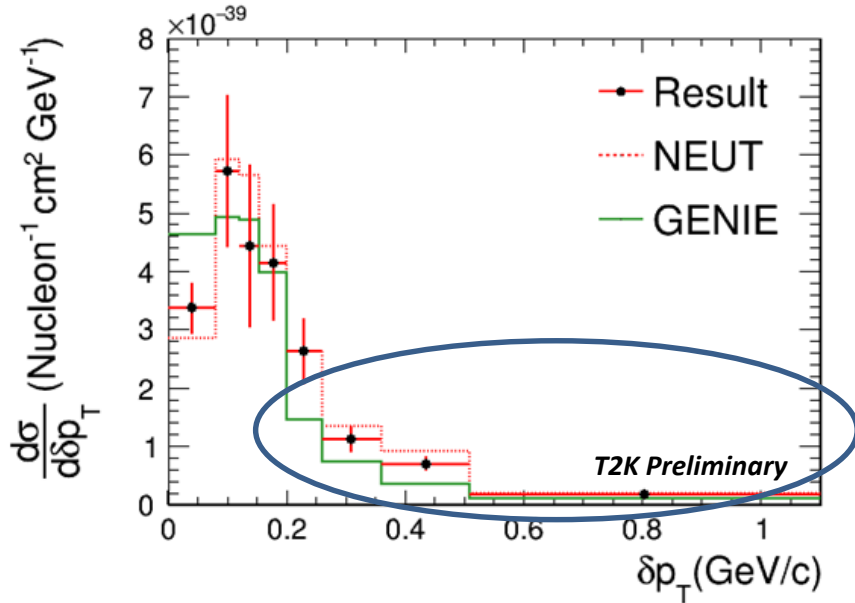 ×10⁻³⁹
8
7
6
5
4
3
2
1
0
dσ/dδp_T (Nucleon⁻¹ cm² GeV⁻¹)
Result
NEUT
GENIE
T2K Preliminary
0 0.2 0.4 0.6 0.8 1
δp_T(GeV/c)